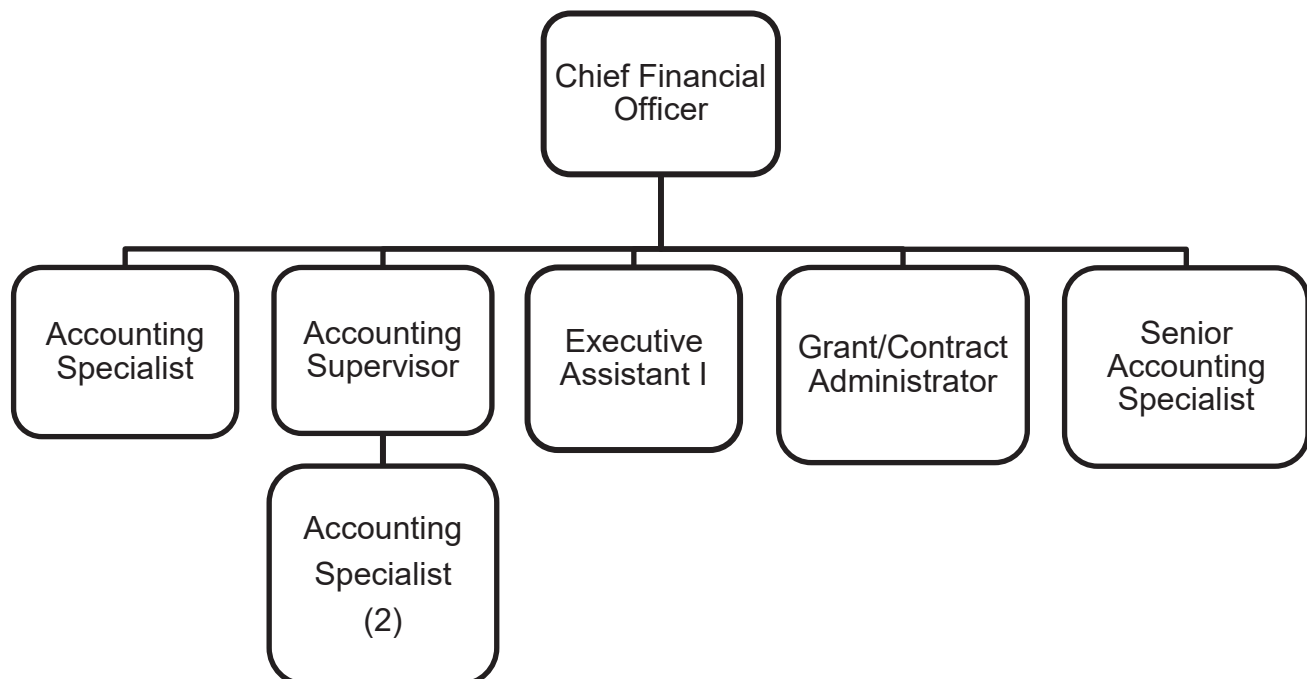 Chief Financial
Officer
Accounting
Specialist
Accounting
Supervisor
Executive
Assistant I
Grant/Contract
Administrator
Senior
Accounting
Specialist
Accounting
Specialist
(2)